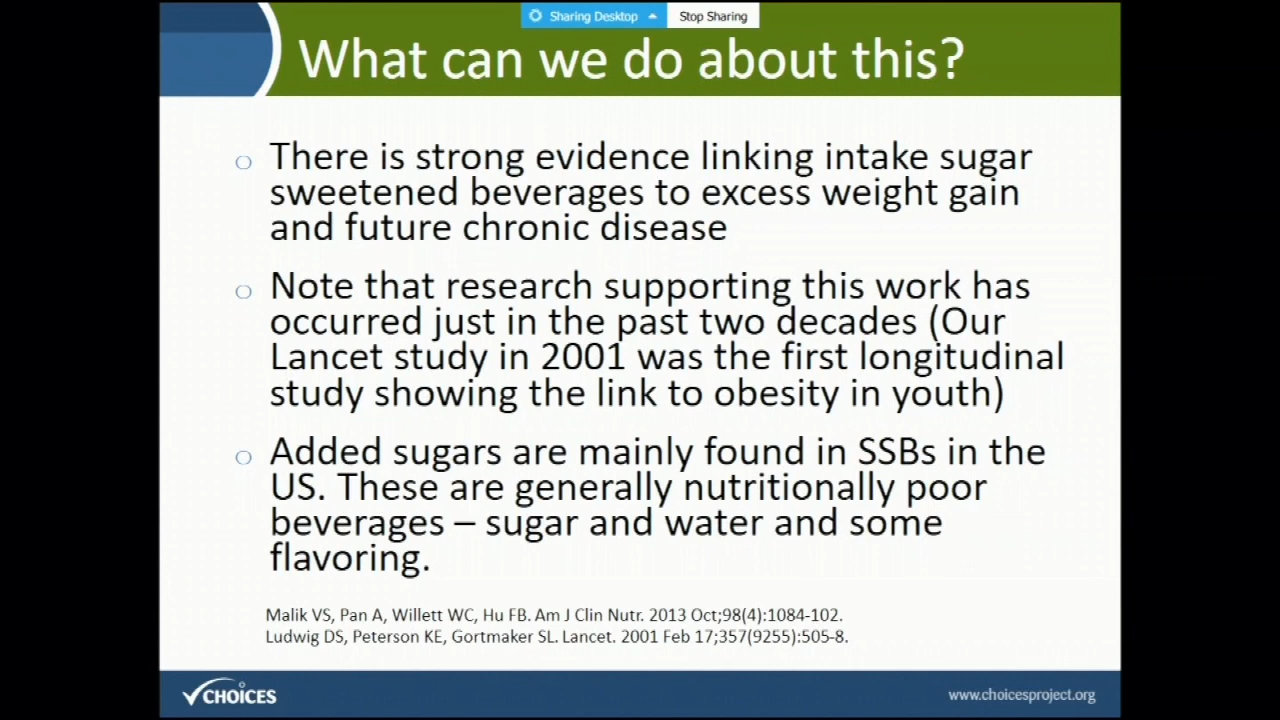 Sharing Desktop Stop Sharing
What can we do about this?
There is strong evidence linking intake sugar
sweetened beverages to excess weight gain
and future chronic disease
Note that research supporting this work has
occurred just in the past two decades (Our
Lancet study in 2001 was the first longitudinal
study showing the link to obesity in youth)
Added sugars are mainly found in SSBs in the
US. These are generally nutritionally poor
beverages – sugar and water and some
flavoring.
Malik VS, Pan A, Willett WC, Hu FB. Am J Clin Nutr. 2013 Oct;98(4):1084-102.
Ludwig DS, Peterson KE, Gortmaker SL. Lancet. 2001 Feb 17;357(9255):505-8.
CHOICES www.choicesproject.org